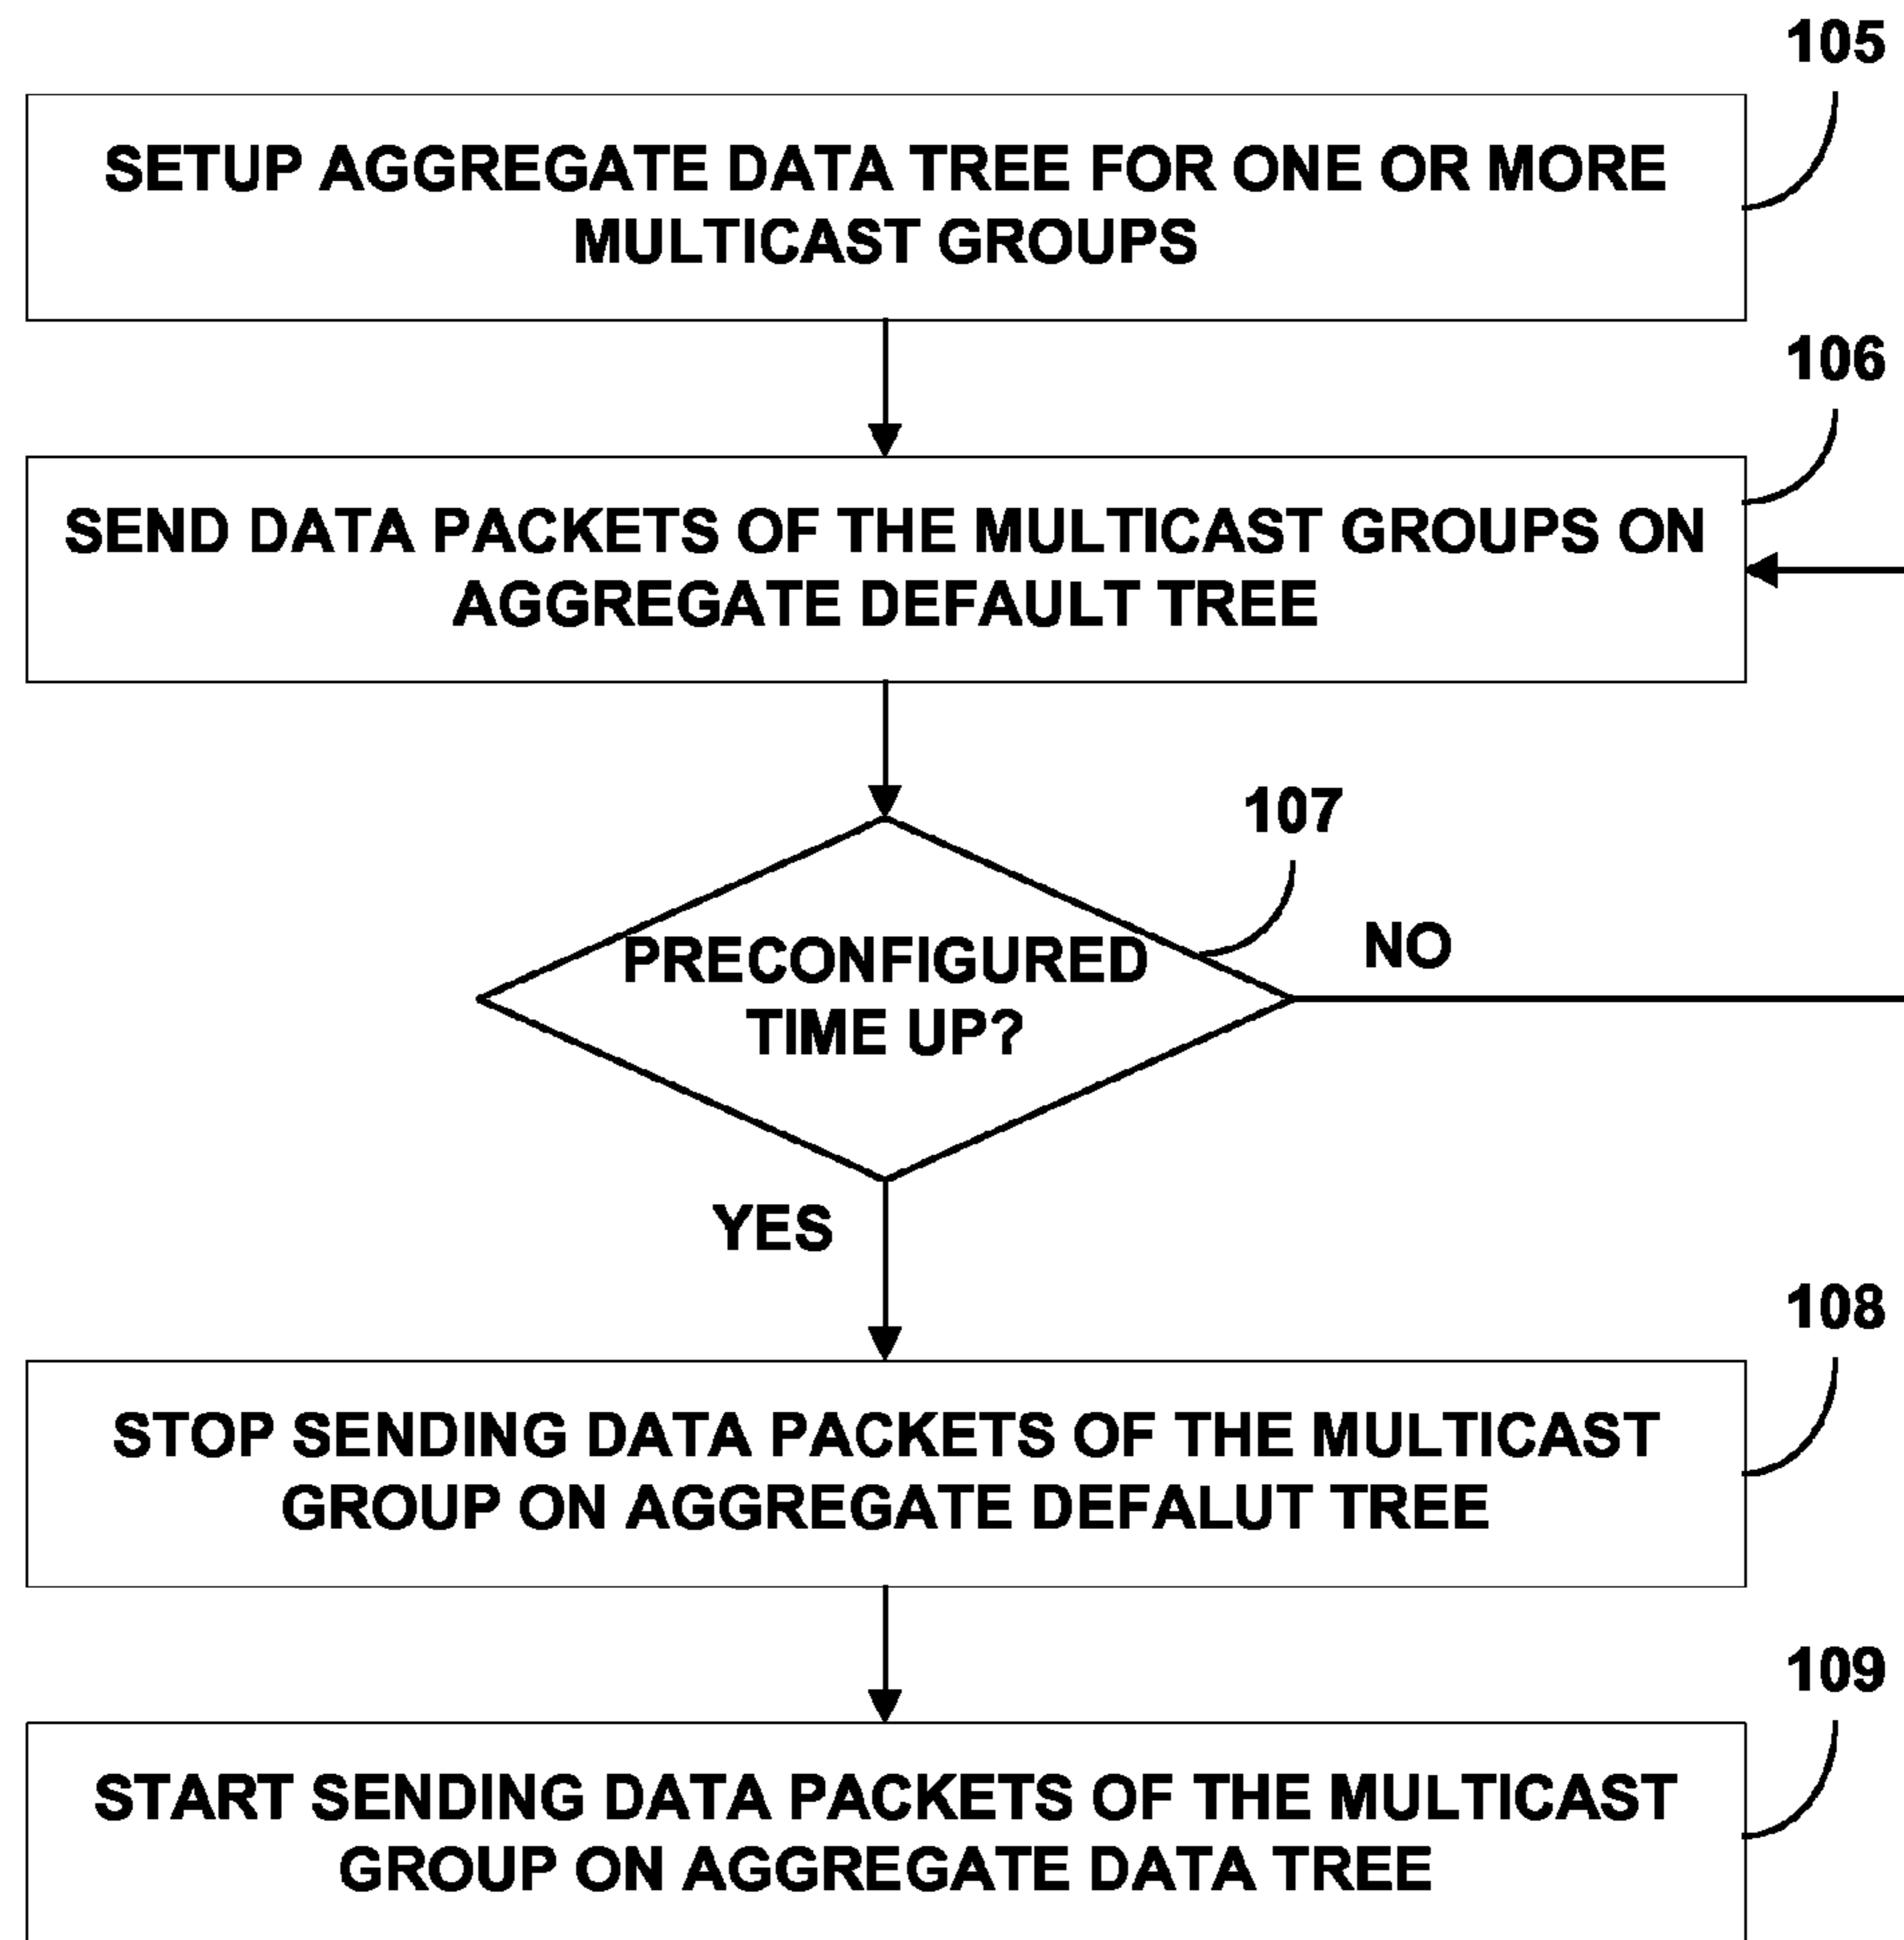 105
SETUP AGGREGATE DATA TREE FOR ONE OR MORE
MULTICAST GROUPS
106
SEND DATA PACKETS OF THE MULTICAST GROUPS ON
AGGREGATE DEFAULT TREE
107
PRECONFIGURED
TIME UP?
NO
YES
108
STOP SENDING DATA PACKETS OF THE MULTICAST
GROUP ON AGGREGATE DEFALUT TREE
109
START SENDING DATA PACKETS OF THE MULTICAST
GROUP ON AGGREGATE DATA TREE